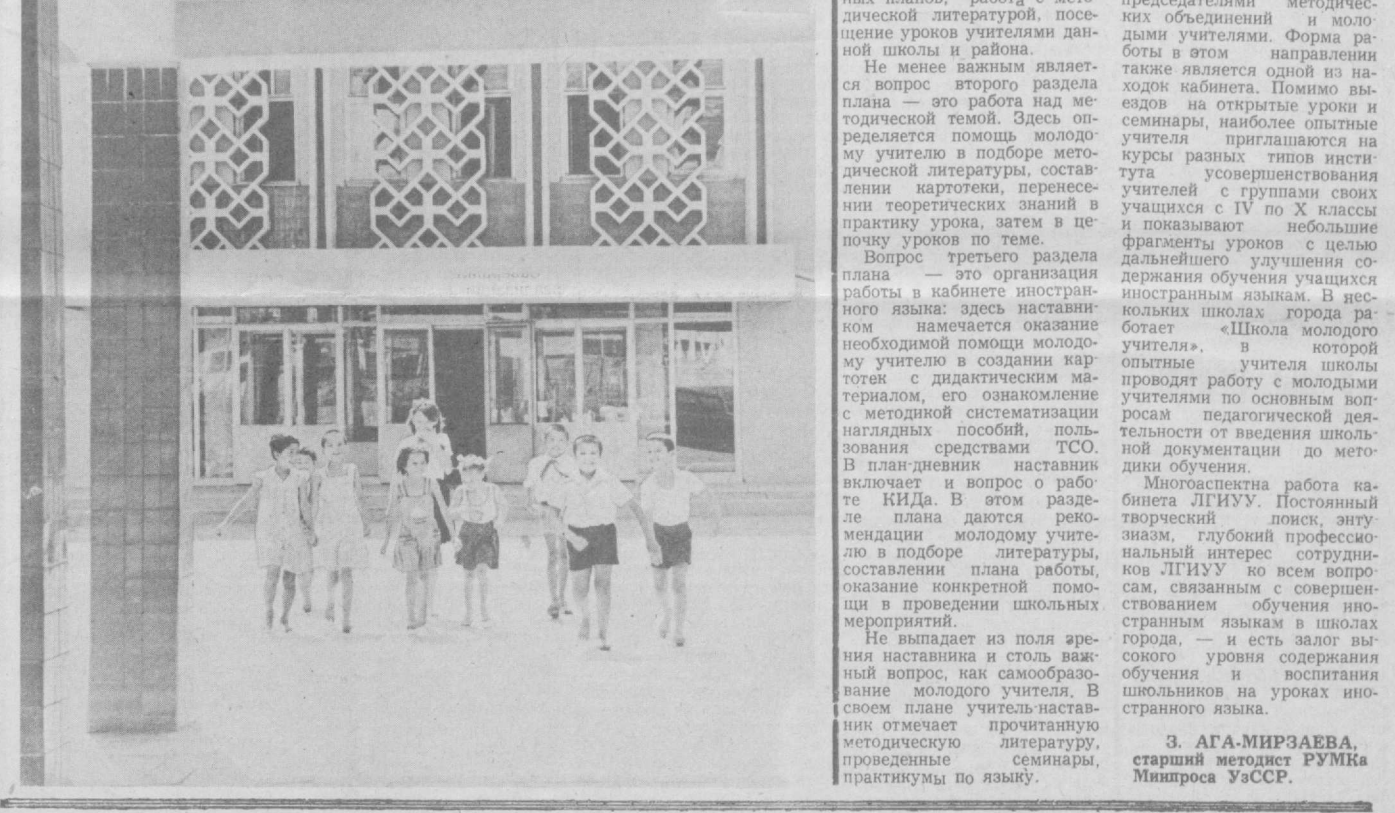 дической литературой, посе-
щение уроков учителями дан-
ной школы и района.
Не менее важным являет-
ся вопрос второго раздела
плана — это работа над ме-
тодической темой. Здесь оп-
ределяется помощь молодо-
му учителю в подборе мето-
дической литературы, состав-
лении картотеки, перенесе-
нии теоретических знаний в
практику урока, затем в це-
почку уроков по теме.
Вопрос третьего раздела
плана — это организация
работы в кабинете иностран-
ного языка: здесь наставни-
ком намечается оказание
необходимой помощи молодо-
му учителю в создании кар-
тотек с дидактическим ма-
териалом, его ознакомление
с методикой систематизации
наглядных пособий, поль-
зования средствами ТСО.
В план-дневник наставник
включает и вопрос о рабо-
те КИДа. В этом разде-
ле плана даются реко-
мендации молодому учите-
лю в подборе литературы,
составлении плана работы,
оказание конкретной помо-
щи в проведении школьных
мероприятий.
Не выпадает из поля зре-
ния наставника и столь важ-
ный вопрос, как самообразо-
вание молодого учителя. В
своем плане учитель-настав-
ник отмечает прочитанную
методическую литературу,
проведенные семинары,
практикумы по языку.
председателями методичес-
ких объединений и моло-
дыми учителями. Форма ра-
боты в этом направлении
также является одной из на-
ходок кабинета. Помимо вы-
ездов на открытые уроки и
семинары, наиболее опытные
учителя приглашаются на
курсы разных типов инсти-
тута усовершенствования
учителей с группами своих
учащихся с IV по X классы
и показывают небольшие
фрагменты уроков с целью
дальнейшего улучшения со-
держания обучения учащихся
иностранным языкам. В нес-
кольких школах города ра-
ботает «Школа молодого
учителя», в которой
опытные учителя школы
проводят работу с молодыми
учителями по основным воп-
росам педагогической дея-
тельности от введения школь-
ной документации до мето-
дики обучения.
Многоаспектна работа ка-
бинета ЛГИУУ. Постоянный
творческий поиск, энту-
зиазм, глубокий профессио-
нальный интерес сотрудни-
ков ЛГИУУ ко всем вопро-
сам, связанным с совершен-
ствованием обучения ино-
странным языкам в школах
города, — и есть залог вы-
сокого уровня содержания
обучения и воспитания
школьников на уроках ино-
странного языка.
З. АГА-МИРЗАЕВА,
старший методист РУМКа
Минпроса УзССР.